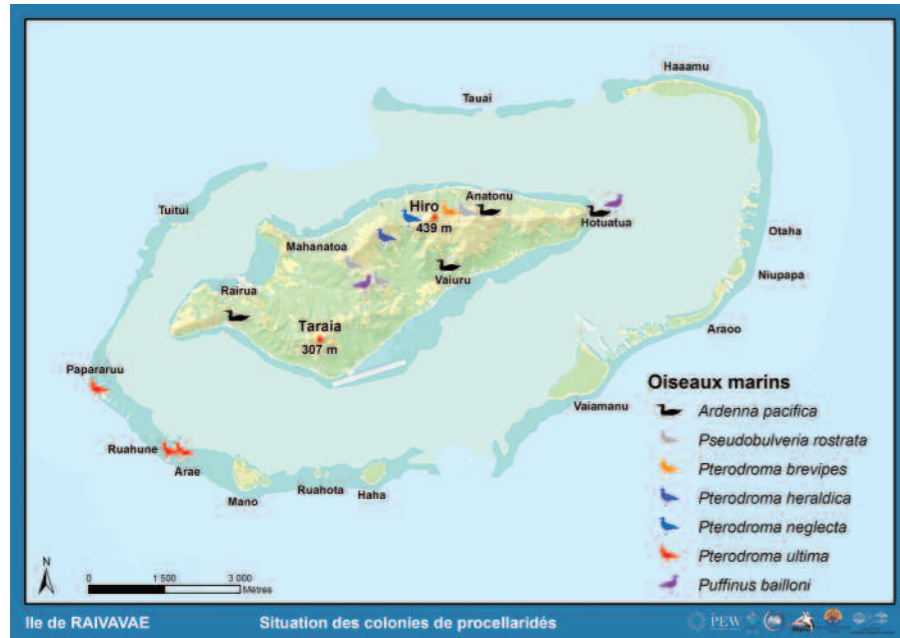 Haaamu
Tauai
Tuitui
Hiro
439 m
Anatonu
Hotuatua
Otaha
Mahanatoa
Vaiuru
Niupapa
Rairua
Araoo
Taraia
307 m
Papararuu
Vaiamanu
Ruahune
Arae
Mano
Ruahota
Haha
Oiseaux marins
Ardenna pacifica
Pseudobulveria rostrata
Pterodroma brevipes
Pterodroma heraldica
Pterodroma neglecta
Pterodroma ultima
Puffinus bailloni
N
0 1 500 3 000
Mètres
Ile de RAIVAVAE Situation des colonies de procellaridés PEW